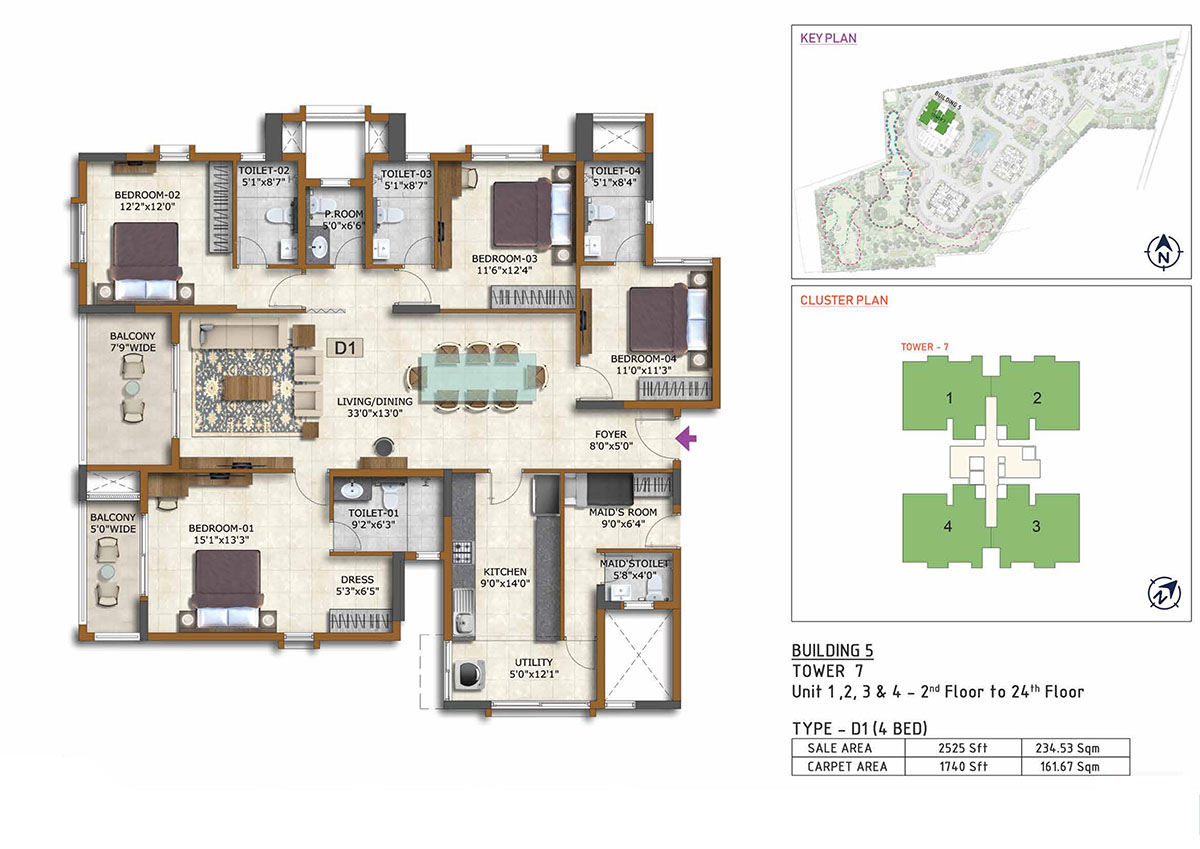 TOILET-02
5'1"x8'7"
TOILET-03
5'1"x8'7"
TOILET-04
5'1"x8'4"
BEDROOM-02
12'2"x12'0"
P.ROOM
5'0"x6'6"
BEDROOM-03
11'6"x12'4"
BALCONY
7'9"WIDE
D1
BEDROOM-04
11'0"x11'3"
LIVING/DINING
33'0"x13'0"
FOYER
8'0"x5'0"
BALCONY
5'0"WIDE
BEDROOM-01
15'1"x13'3"
TOILET-01
9'2"x6'3"
MAID'S ROOM
9'0"x6'4"
DRESS
5'3"x6'5"
KITCHEN
9'0"x14'0"
MAID'STOILET
5'8"x4'0"
UTILITY
5'0"x12'1"
KEY PLAN
BUILDING 5
N
CLUSTER PLAN
TOWER - 7
1
2
4
3
N
BUILDING 5
TOWER 7
Unit 1 ,2, 3 & 4 - 2nd Floor to 24th Floor
TYPE - D1 (4 BED)
SALE AREA 2525 Sft 234.53 Sqm
CARPET AREA 1740 Sft 161.67 Sqm